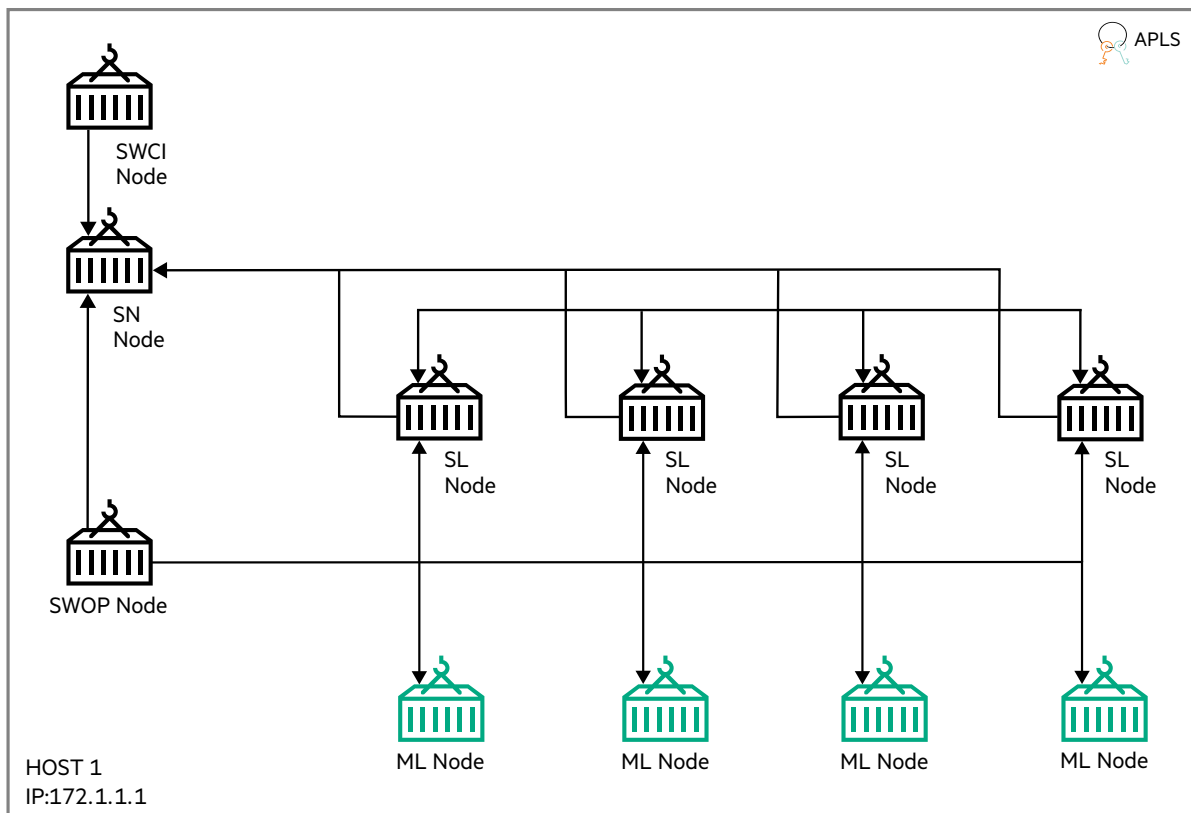 APLS
SWCI
Node
SN
Node
SL
Node
SL
Node
SL
Node
SL
Node
SWOP Node
ML Node
ML Node
ML Node
ML Node
HOST 1
IP:172.1.1.1